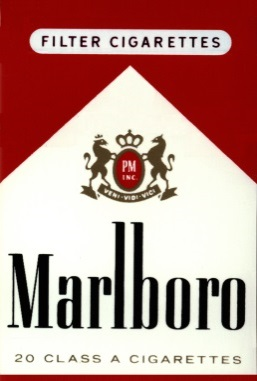 FILTER CIGARETTES
PM
INC.
VENI·VIDI·VICI
Marlboro
20 CLASS A CIGARETTES